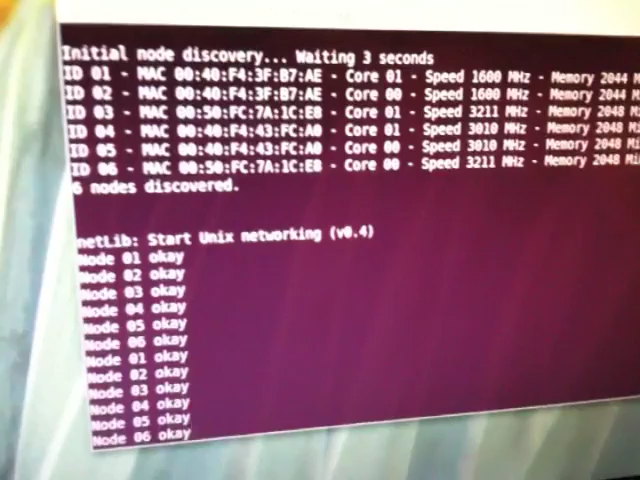 Initial node discovery... Waiting 3 seconds
ID 01 - MAC 00:40:F4:3F:B7:AE - Core 01 - Speed 1600 MHz - Memory 2044 M
ID 02 - MAC 00:40:F4:3F:B7:AE - Core 00 - Speed 1600 MHz - Memory 2044 M
ID 03 - MAC 00:50:FC:7A:1C:E8 - Core 01 - Speed 3211 MHz - Memory 2048 M
ID 04 - MAC 00:40:F4:43:FC:A0 - Core 01 - Speed 3010 MHz - Memory 2048 Mi
ID 05 - MAC 00:40:F4:43:FC:A0 - Core 00 - Speed 3010 MHz - Memory 2048 Mi
ID 06 - MAC 00:50:FC:7A:1C:E8 - Core 00 - Speed 3211 MHz - Memory 2048 Mi
6 nodes discovered.
netLib: Start Unix networking (v0.4)
Node 01 okay
Node 02 okay
Node 03 okay
Node 04 okay
Node 05 okay
Node 06 okay
Node 01 okay
Node 02 okay
Node 03 okay
Node 04 okay
Node 05 okay
Node 06 okay